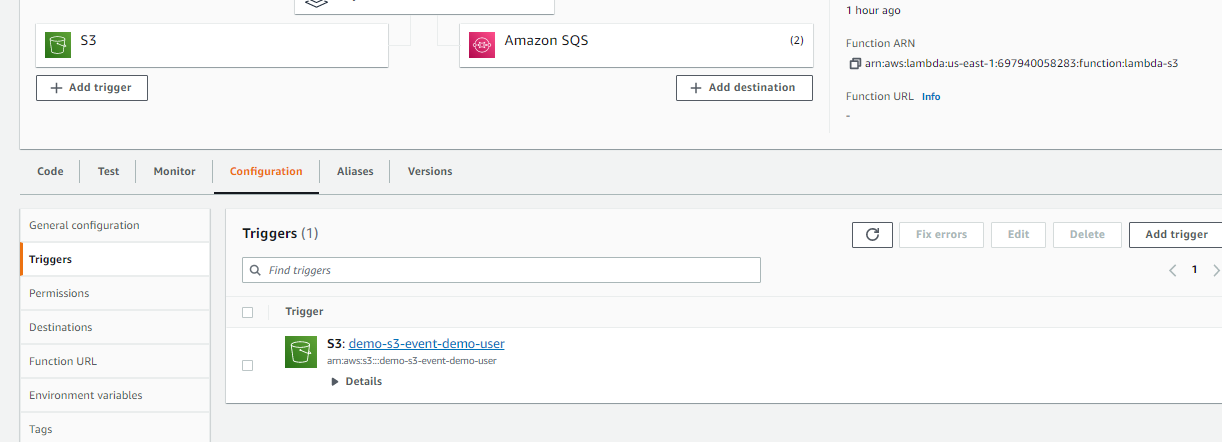 1 hour ago
S3
Amazon SQS (2)
Function ARN
arn:aws:lambda:us-east-1:697940058283:function:lambda-s3
Add trigger
Add destination
Function URL Info
-
Code Test Monitor Configuration Aliases Versions
General configuration
Triggers
Permissions
Destinations
Function URL
Environment variables
Tags
Triggers (1)
Fix errors Edit Delete Add trigger
Find triggers
1
Trigger
S3: demo-s3-event-demo-user
arn:aws:s3:::demo-s3-event-demo-user
Details